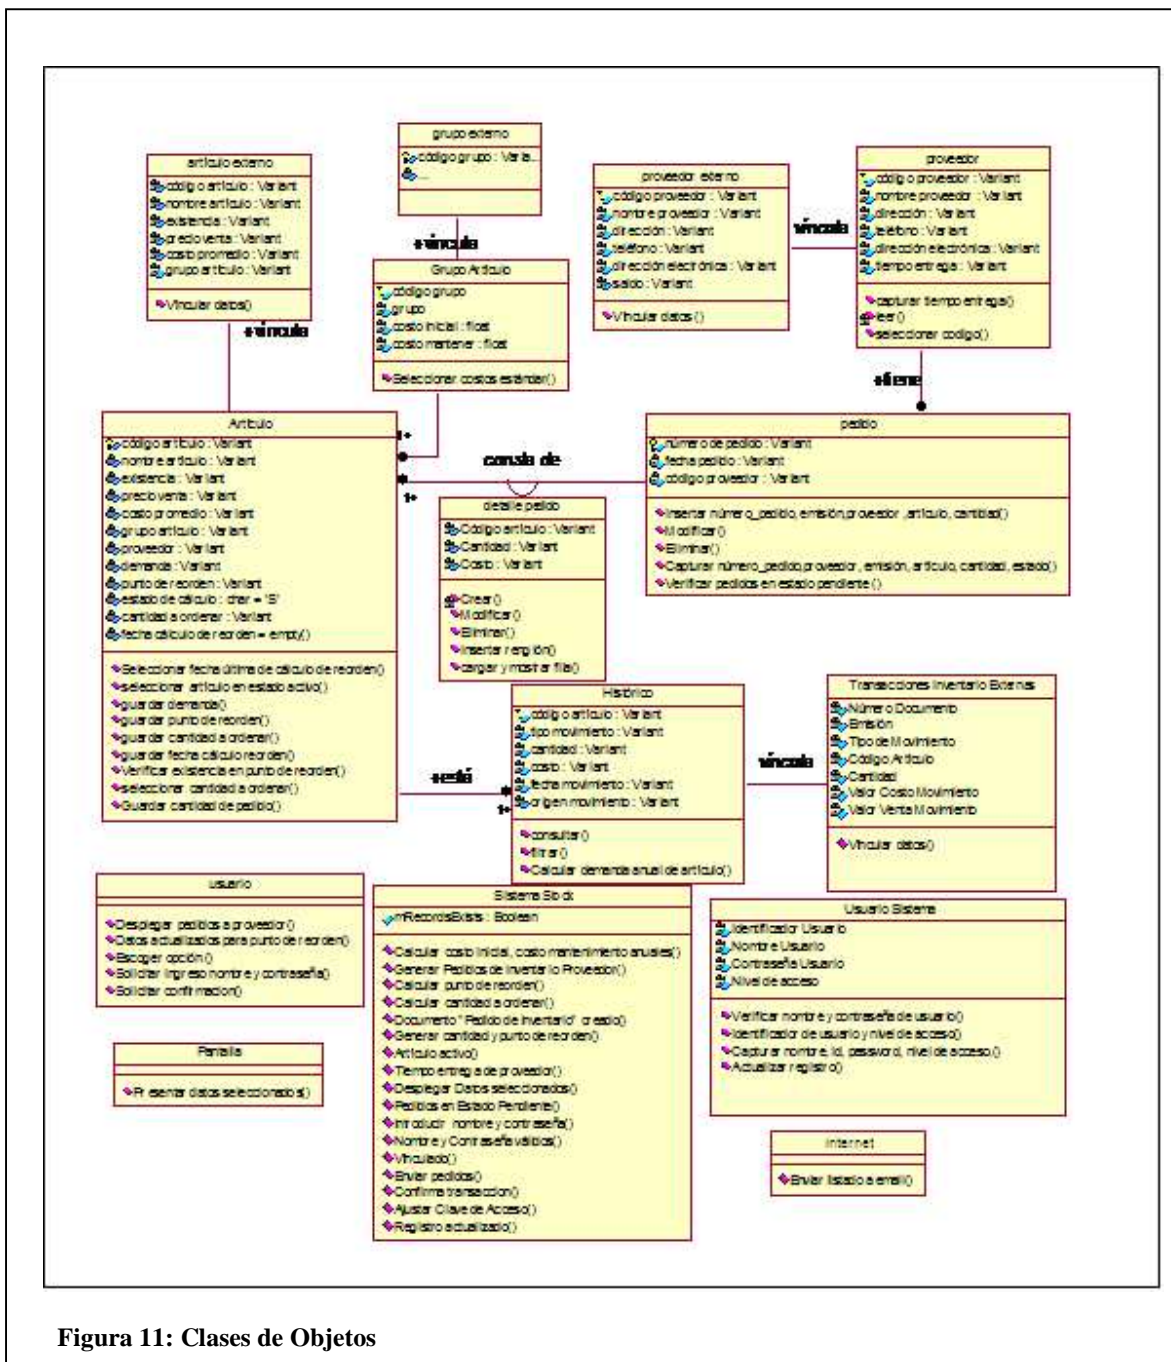 grupo externo
código grupo : Varia...
...
artículo externo
código artículo : Variant
nombre artículo : Variant
existencia : Variant
precio venta : Variant
costo promedio : Variant
grupo artículo : Variant
Vincular datos()
proveedor externo
código proveedor : Variant
nombre proveedor : Variant
dirección : Variant
teléfono : Variant
dirección electrónica : Variant
saldo : Variant
Vincular datos ()
vincula
proveedor
código proveedor : Variant
nombre proveedor : Variant
dirección : Variant
teléfono : Variant
dirección electrónica : Variant
tiempo entrega : Variant
capturar tiempo entrega()
leer()
seleccionar codigo()
+vincula
Grupo Artículo
código grupo
grupo
costo inicial : float
costo mantener : float
Seleccionar costos estándar()
+vincula
+tiene
Artículo
código artículo : Variant
nombre artículo : Variant
existencia : Variant
precio venta : Variant
costo promedio : Variant
grupo artículo : Variant
proveedor : Variant
demanda : Variant
punto de reorden : Variant
estado de cálculo : char = 'S'
cantidad a ordenar : Variant
fecha cálculo de reorden = empty()
Seleccionar fecha última de cálculo de reorden()
seleccionar artículo en estado activo()
guardar demanda()
guardar punto de reorden()
guardar cantidad a ordenar()
guardar fecha cálculo reorden()
Verificar existencia en punto de reorden()
seleccionar cantidad a ordenar()
Guardar cantidad de pedido()
1+
consta de
1+
pedido
número de pedido : Variant
fecha pedido : Variant
código proveedor : Variant
Insertar número_pedido, emisión,proveedor ,artículo, cantidad()
Modificar()
Eliminar()
Capturar número_pedido,proveedor, emisión, artículo, cantidad, estado()
Verificar pedidos en estado pendiente ()
detalle pedido
Código artículo : Variant
Cantidad : Variant
Costo : Variant
Crear()
Modificar()
Eliminar()
Insertar renglón()
cargar y mostrar fila()
+está
1+
Histórico
código artículo : Variant
tipo movimiento : Variant
cantidad : Variant
costo : Variant
fecha movimiento : Variant
origen movimiento : Variant
consultar()
filtrar()
Calcular demanda anual de artículo()
vincula
Transacciones Inventario Externas
Número Documento
Emisión
Tipo de Movimiento
Código Artículo
Cantidad
Valor Costo Movimiento
Valor Venta Movimiento
Vincular datos()
usuario
Desplegar pedidos a proveedor()
Datos actualizados para punto de reorden()
Escoger opción()
Solicitar ingreso nombre y contraseña()
Solicitar confirmacion()
Sistema Stock
mRecordsExists : Boolean
Calcular costo inicial, costo mantenimiento anuales()
Generar Pedidos de Inventario Proveedor()
Calcular punto de reorden()
Calcular cantidad a ordenar()
Documento "Pedido de Inventario" creado()
Generar cantidad y punto de reorden()
Artículo activo()
Tiempo entrega de proveedor()
Desplegar Datos seleccionados()
Pedidos en Estado Pendiente()
Introducir nombre y contraseña()
Nombre y Contraseña válidos()
Vinculado()
Enviar pedidos()
Confirma transaccion()
Ajustar Clave de Acceso()
Registro actualizado()
Usuario Sistema
Identificador Usuario
Nombre Usuario
Contraseña Usuario
Nivel de acceso
Verificar nombre y contraseña de usuario()
Identificador de usuario y nivel de acceso()
Capturar nombre, id, password, nivel de acceso.()
Actualizar registro()
Pantalla
Presentar datos seleccionados()
internet
Enviar listado a email()
Figura 11: Clases de Objetos